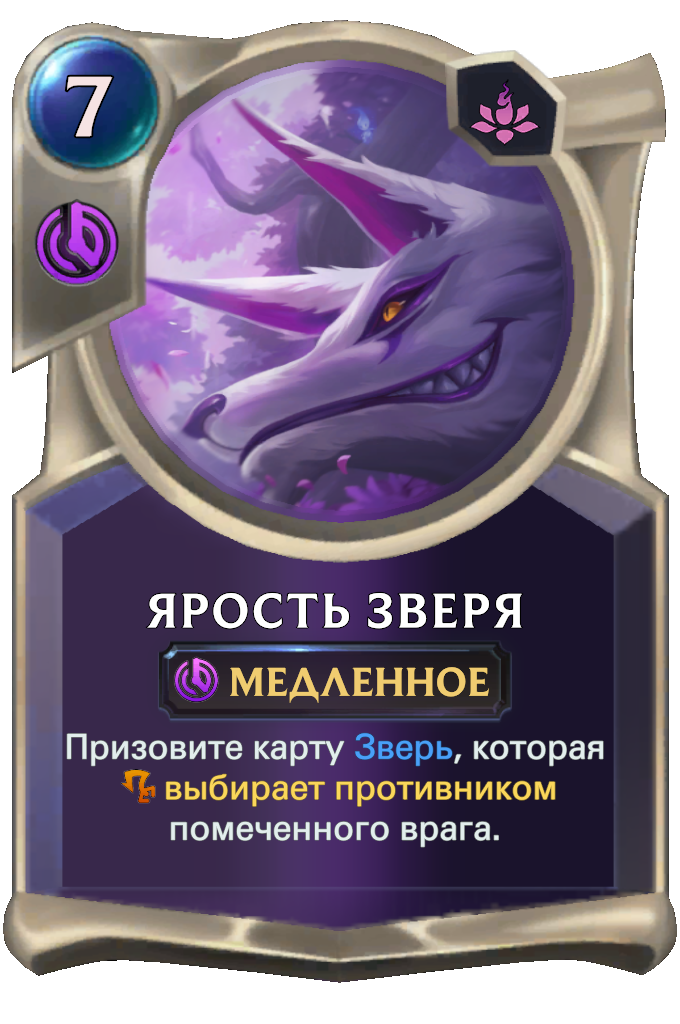 7
ЯРОСТЬ ЗВЕРЯ
МЕДЛЕННОЕ
Призовите карту Зверь, которая
выбирает противником
помеченного врага.